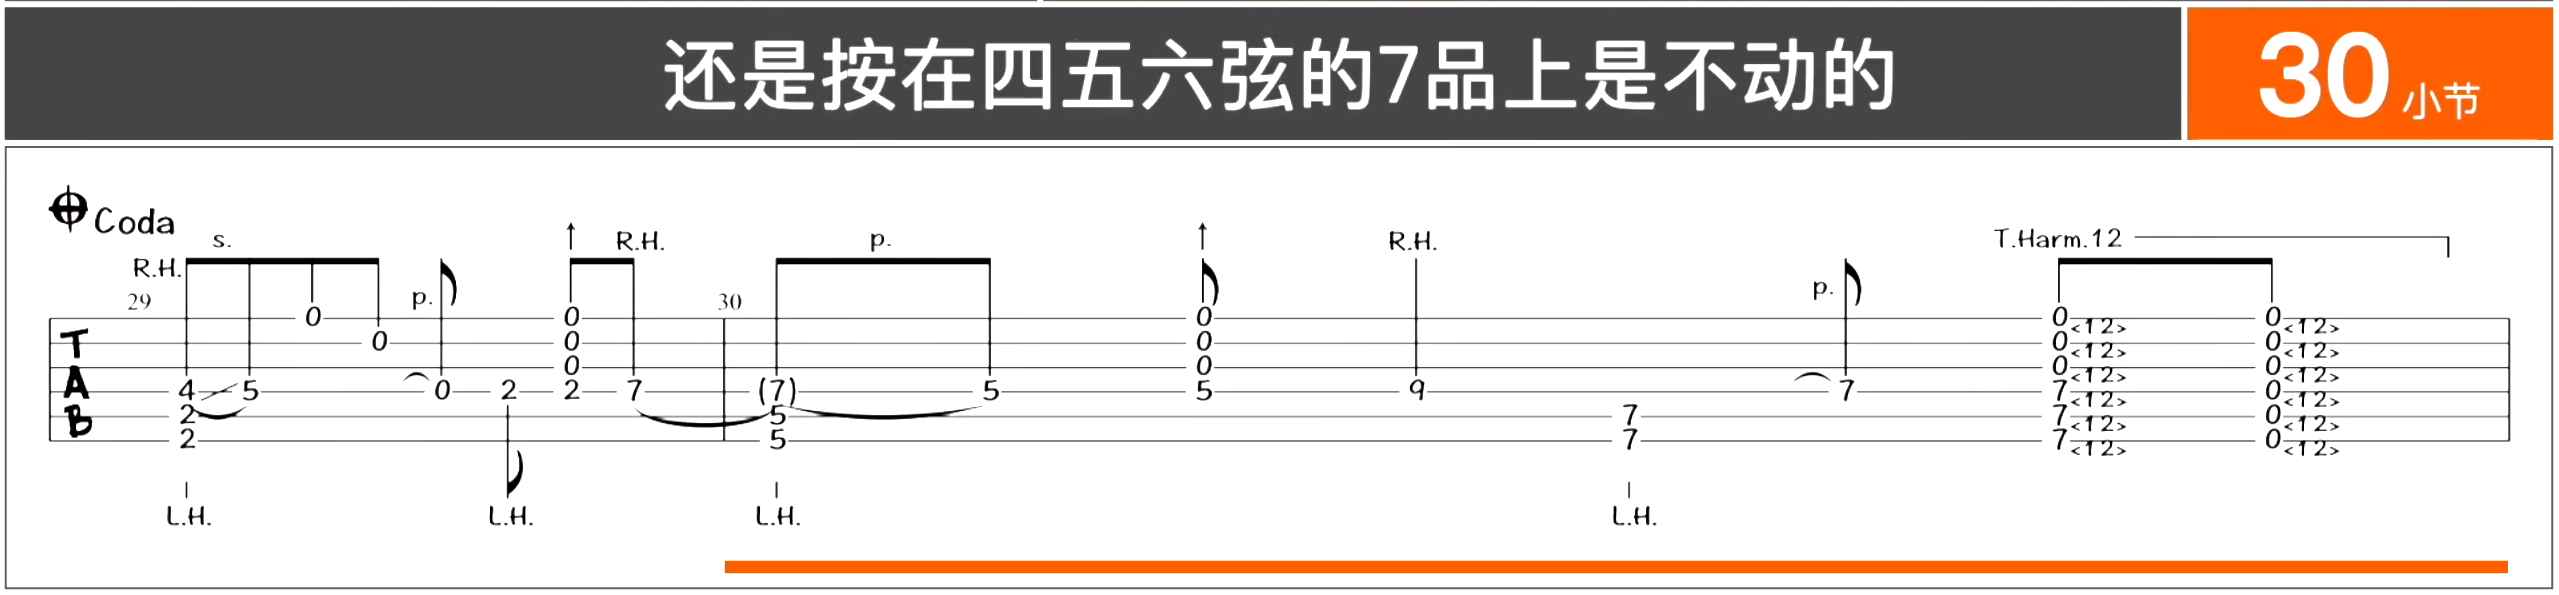 还是按在四五六弦的7品上是不动的
30 小节
Coda
s. R.H. p. R.H. T.Harm.12
R.H.
29 p. 30 p.
T 0 0 0 0<12> 0<12>
0 0 0 0<12> 0<12>
A 0 0 0<12> 0<12>
4 5 0 2 2 7 (7) 5 5 9 7 7<12> 0<12>
B 2 5 7 7<12> 0<12>
2 5 7 7<12> 0<12>
L.H. L.H. L.H. L.H.